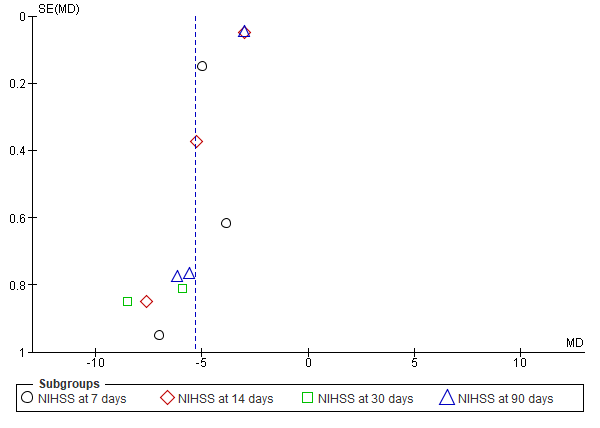 SE(MD)
0
0.2
0.4
0.6
0.8
1
-10 -5 0 5 10
MD
Subgroups
NIHSS at 7 days NIHSS at 14 days NIHSS at 30 days NIHSS at 90 days